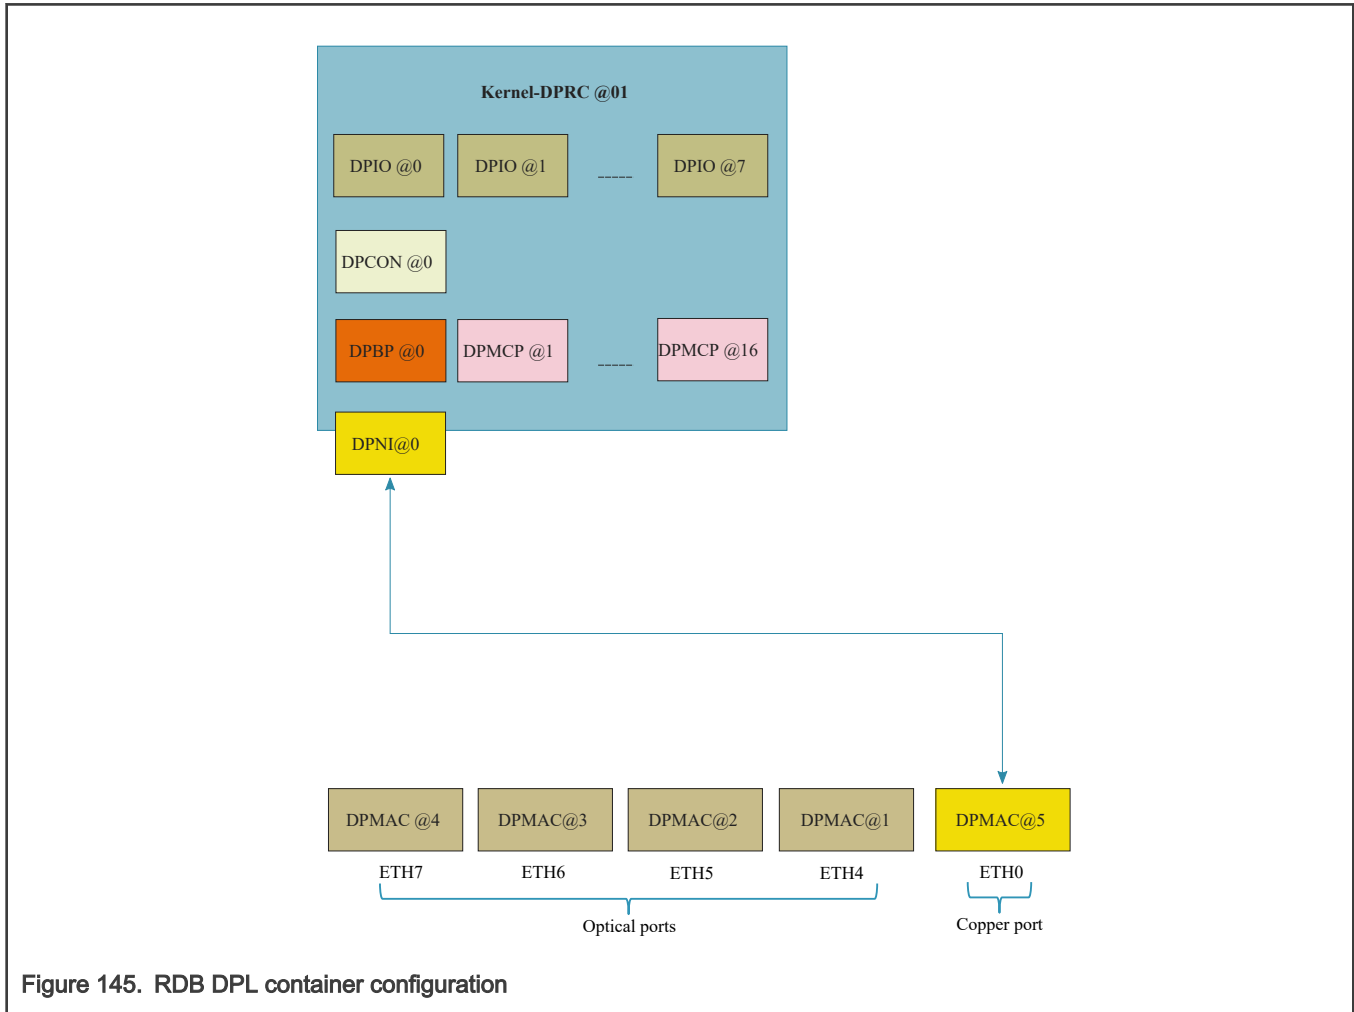 Kernel-DPRC @01
DPIO @0 DPIO @1 ----- DPIO @7
DPCON @0
DPBP @0 DPMCP @1 ----- DPMCP @16
DPNI@0
DPMAC @4 DPMAC@3 DPMAC@2 DPMAC@1 DPMAC@5
ETH7 ETH6 ETH5 ETH4 ETH0
Optical ports Copper port
Figure 145. RDB DPL container configuration